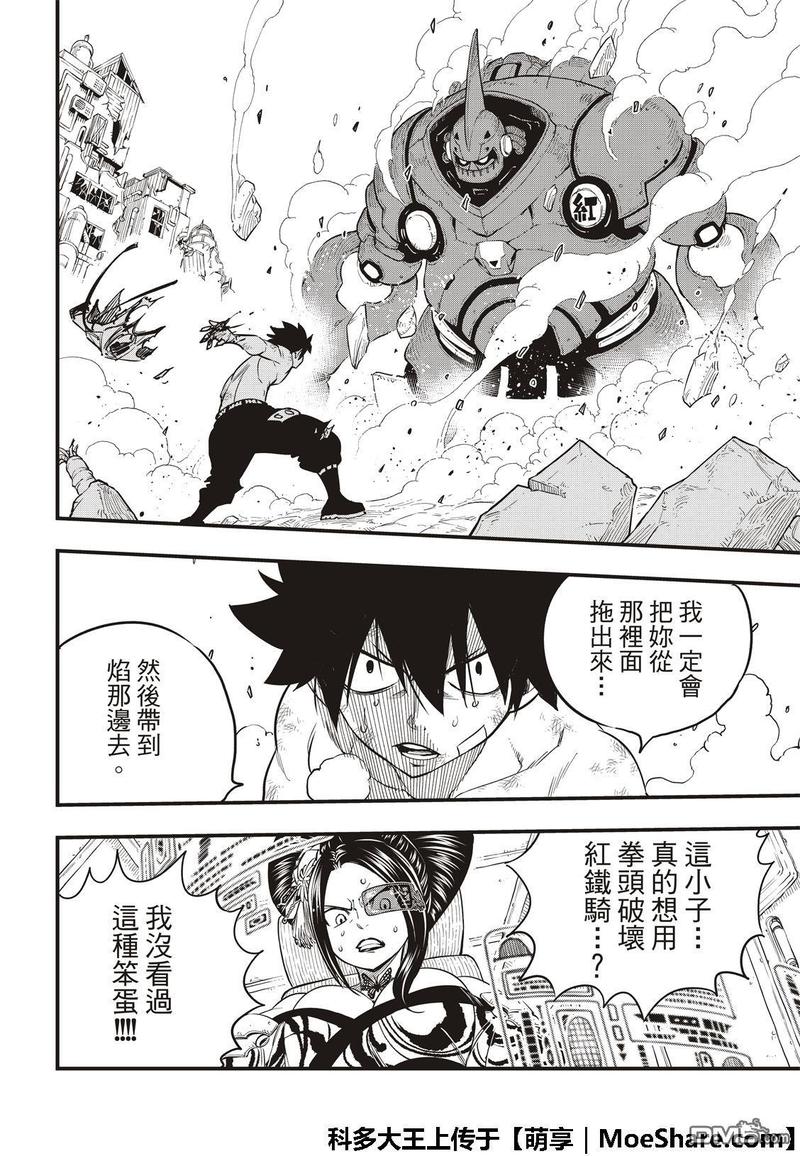 紅
我一定會
把妳從
那裡面
拖出來…
然後帶到
焰那邊去。
這小子…
真的想用
拳頭破壞
紅鐵騎…?
我沒看過
這種笨蛋!!!!
科多大王上传于【萌享｜MoeShare.com】